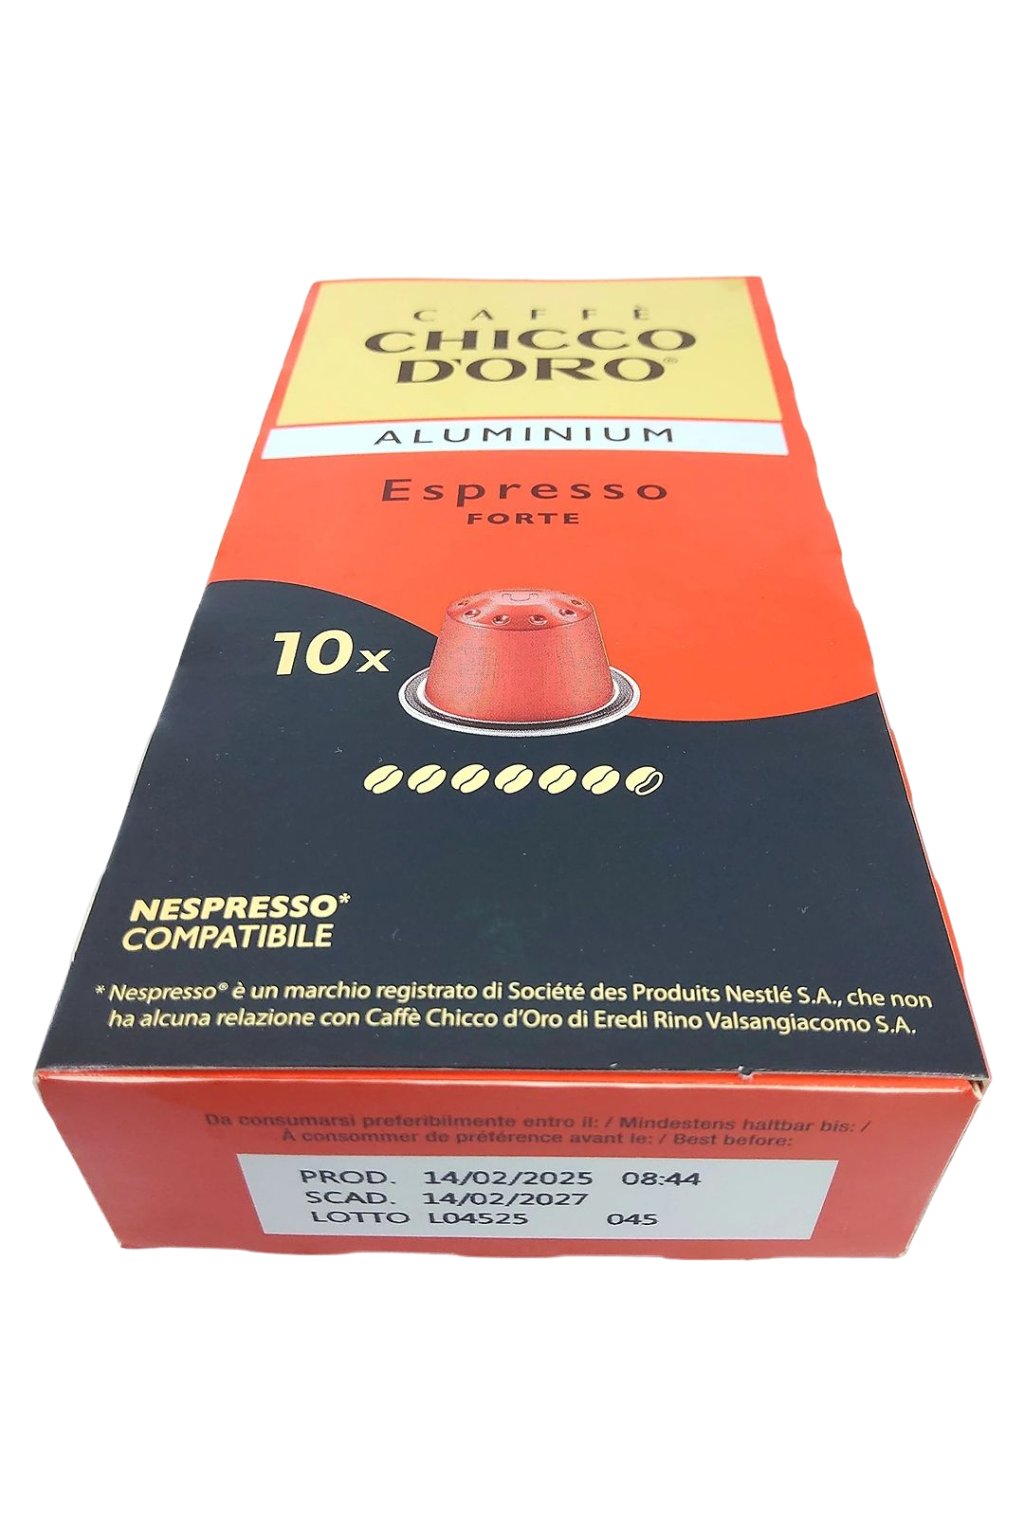 CAFFÈ
CHICCO
D'ORO®
ALUMINIUM
Espresso
FORTE
10x
NESPRESSO*
COMPATIBILE
* Nespresso® è un marchio registrato di Société des Produits Nestlé S.A., che non
ha alcuna relazione con Caffè Chicco d'Oro di Eredi Rino Valsangiacomo S.A.
Da consumarsi preferibilmente entro il: / Mindestens haltbar bis: /
À consommer de préférence avant le: / Best before:
PROD. 14/02/2025 08:44
SCAD. 14/02/2027
LOTTO L04525 045